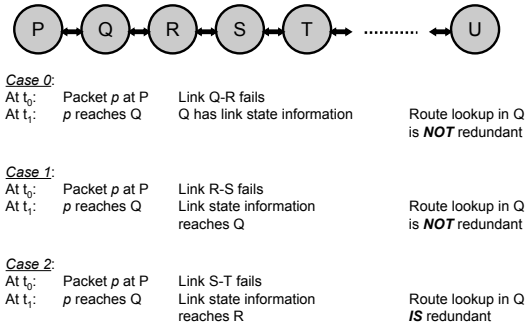 P Q R S T ............. U
Case 0:
At t0: Packet p at P Link Q-R fails
At t1: p reaches Q Q has link state information Route lookup in Q
is NOT redundant
Case 1:
At t0: Packet p at P Link R-S fails
At t1: p reaches Q Link state information Route lookup in Q
reaches Q is NOT redundant
Case 2:
At t0: Packet p at P Link S-T fails
At t1: p reaches Q Link state information Route lookup in Q
reaches R IS redundant